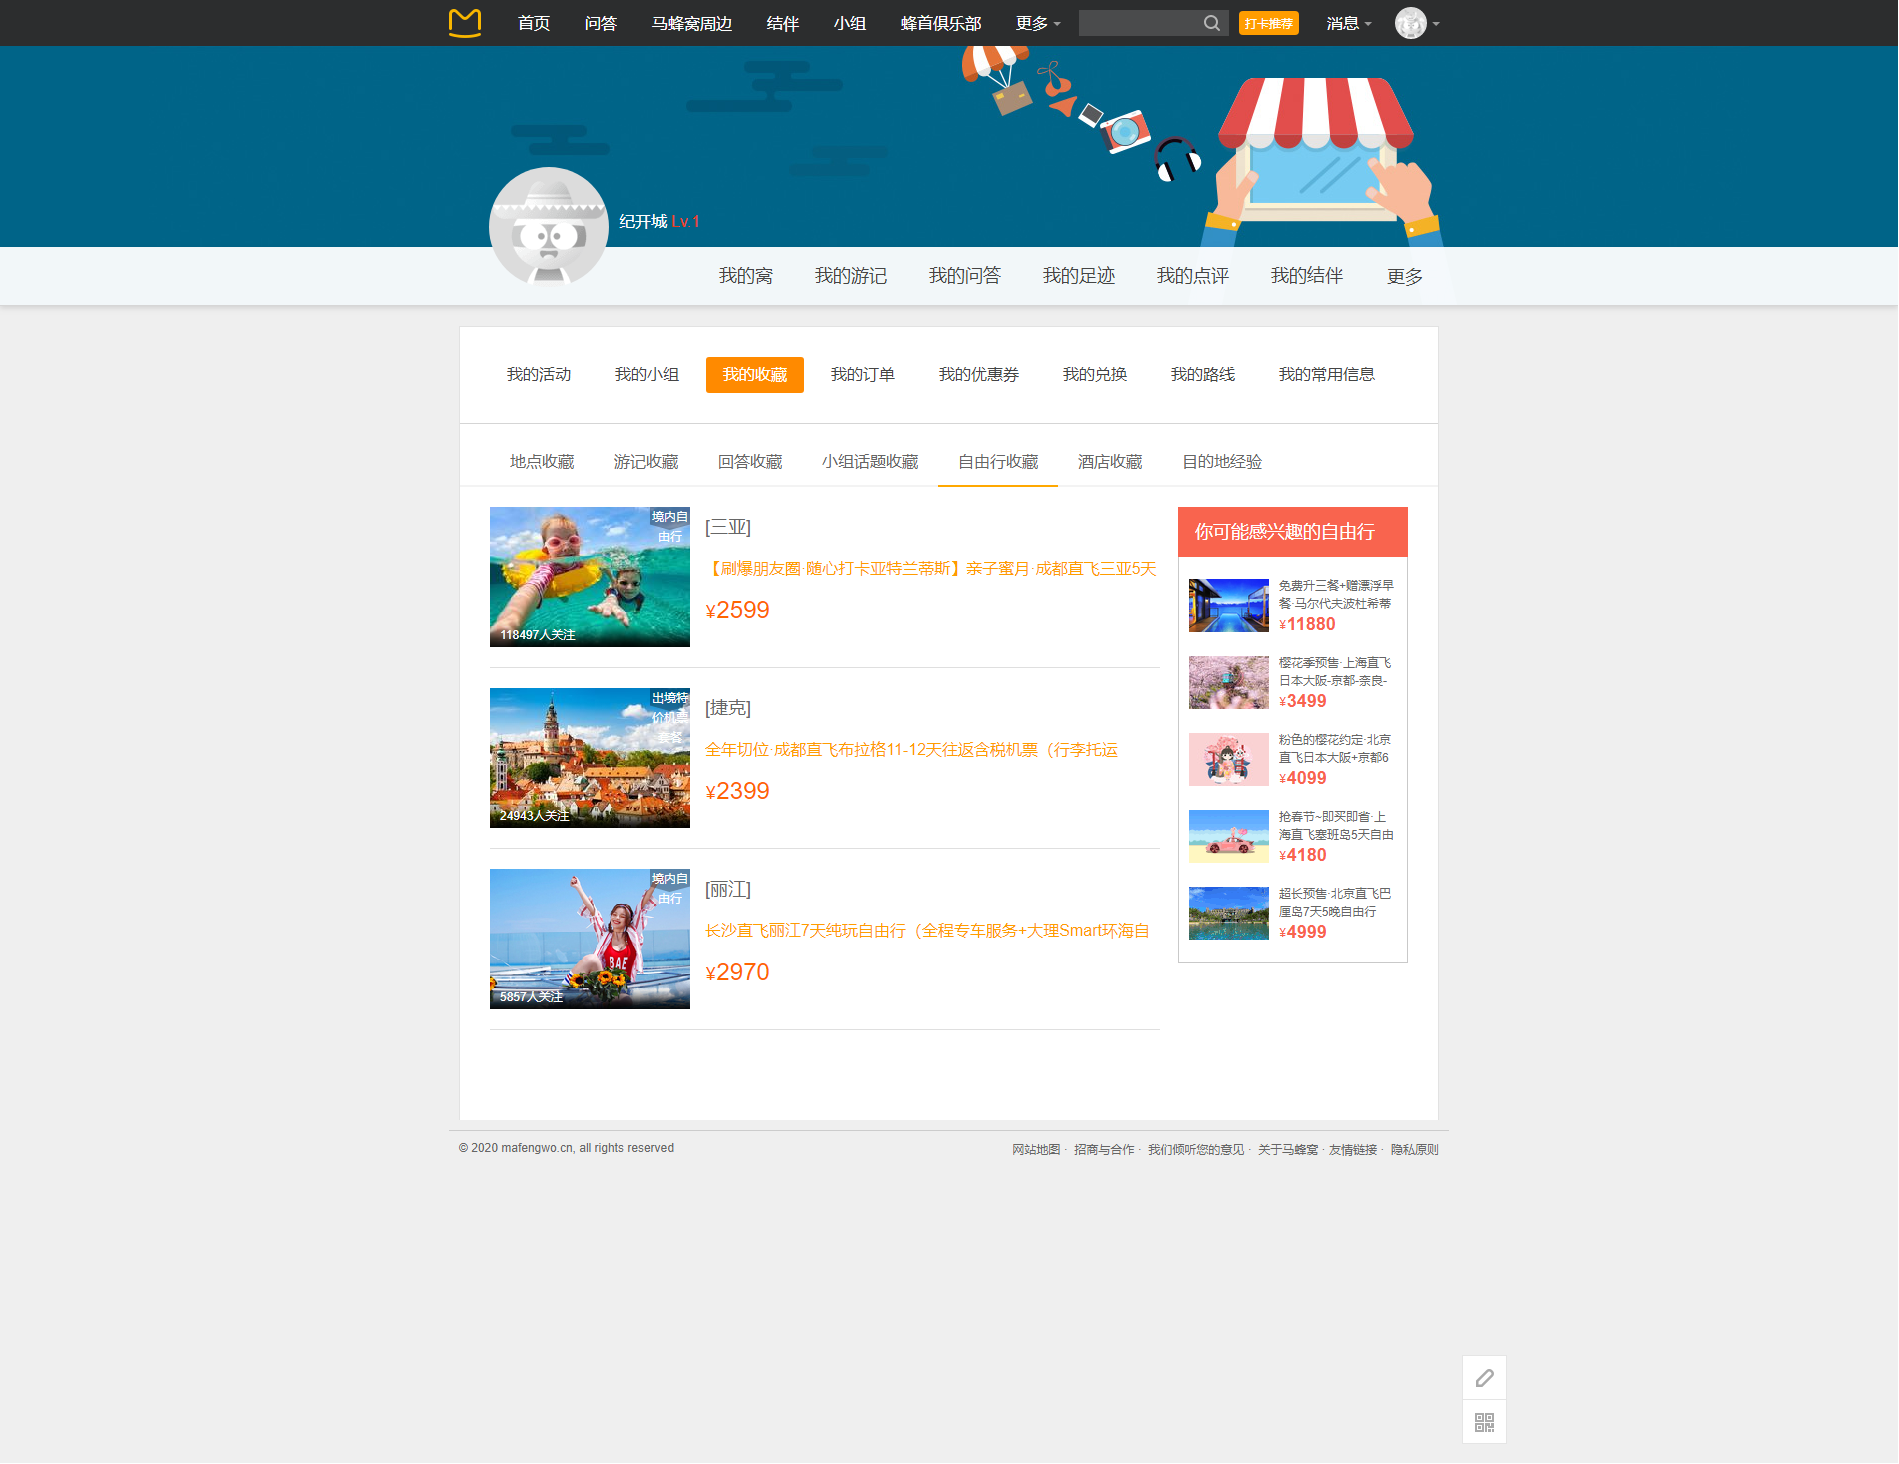 首页 问答 马蜂窝周边 结伴 小组 蜂首俱乐部 更多 打卡推荐 消息
纪开城 Lv.1
我的窝 我的游记 我的问答 我的足迹 我的点评 我的结伴 更多
我的活动 我的小组 我的收藏 我的订单 我的优惠券 我的兑换 我的路线 我的常用信息
地点收藏 游记收藏 回答收藏 小组话题收藏 自由行收藏 酒店收藏 目的地经验
境内自
由行
118497人关注
[三亚]
【刷爆朋友圈·随心打卡亚特兰蒂斯】亲子蜜月·成都直飞三亚5天
¥2599
出境特
价机票
套餐
24943人关注
[捷克]
全年切位·成都直飞布拉格11-12天往返含税机票（行李托运
¥2399
境内自
由行
BAE
5857人关注
[丽江]
长沙直飞丽江7天纯玩自由行（全程专车服务+大理Smart环海自
¥2970
你可能感兴趣的自由行
免费升三餐+赠漂浮早
餐·马尔代夫波杜希蒂
¥11880
樱花季预售·上海直飞
日本大阪-京都-奈良-
¥3499
粉色的樱花约定·北京
直飞日本大阪+京都6
¥4099
抢春节~即买即省·上
海直飞塞班岛5天自由
¥4180
超长预售·北京直飞巴
厘岛7天5晚自由行
¥4999
© 2020 mafengwo.cn, all rights reserved
网站地图 · 招商与合作 · 我们倾听您的意见 · 关于马蜂窝 · 友情链接 · 隐私原则